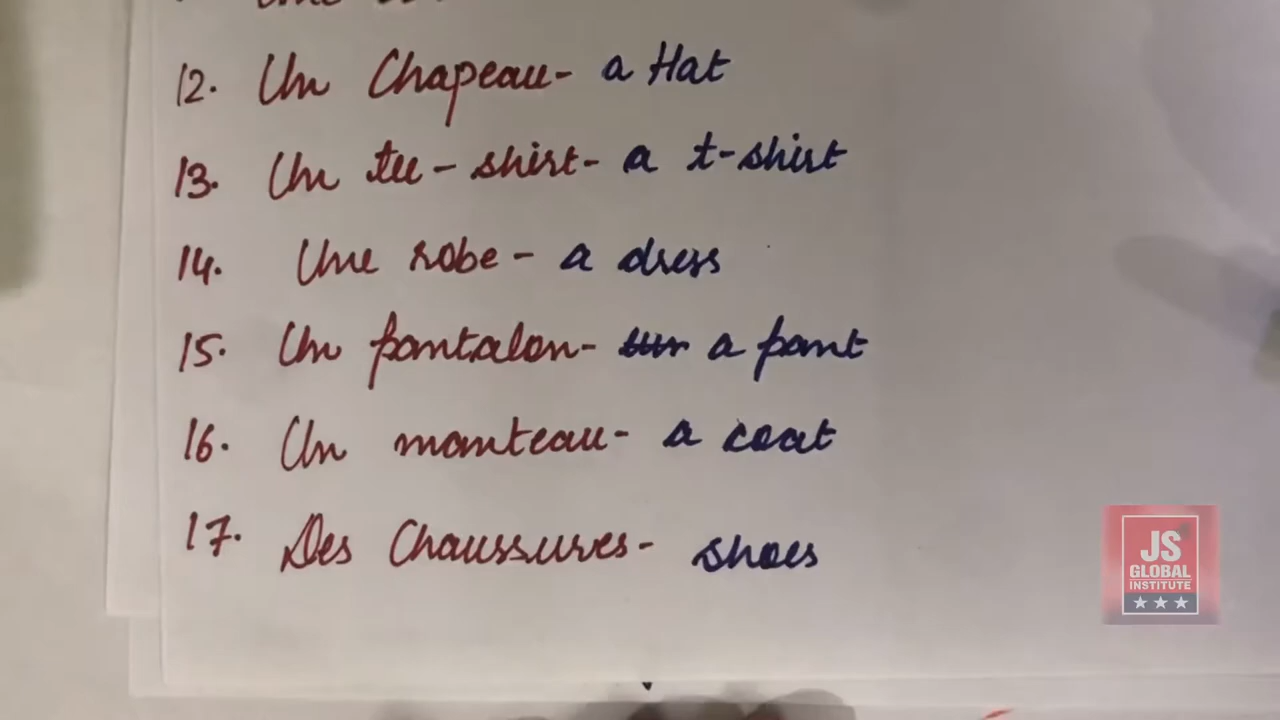 12. Un Chapeau- a Hat
13. Un tee-shirt- a t-shirt
14. Une robe- a dress
15. Un pantalon- a pant
16. Un manteau- a coat
17. Des Chaussures- shoes
JS
GLOBAL
INSTITUTE